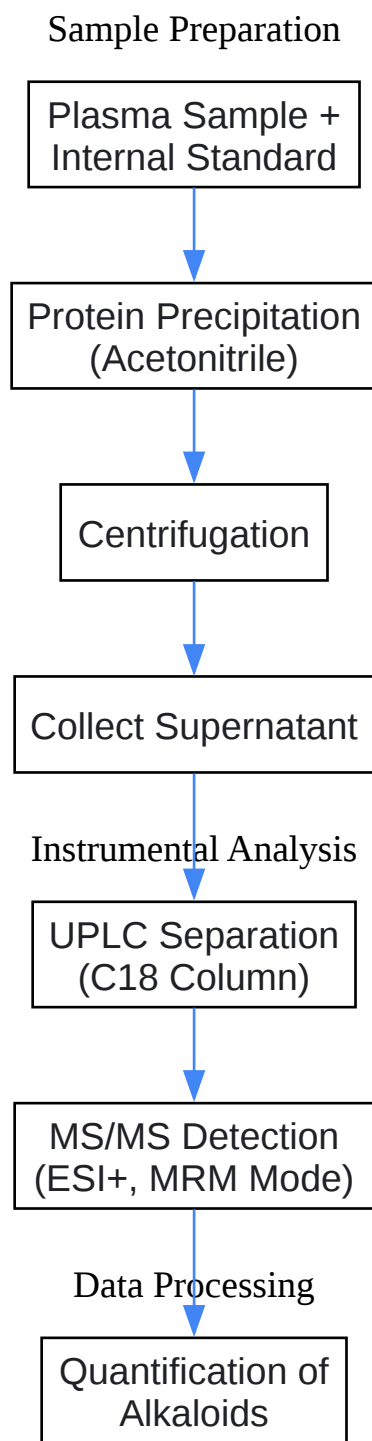 Sample Preparation
Plasma Sample +
Internal Standard
Protein Precipitation
(Acetonitrile)
Centrifugation
Collect Supernatant
Instrumental Analysis
UPLC Separation
(C18 Column)
MS/MS Detection
(ESI+, MRM Mode)
Data Processing
Quantification of
Alkaloids